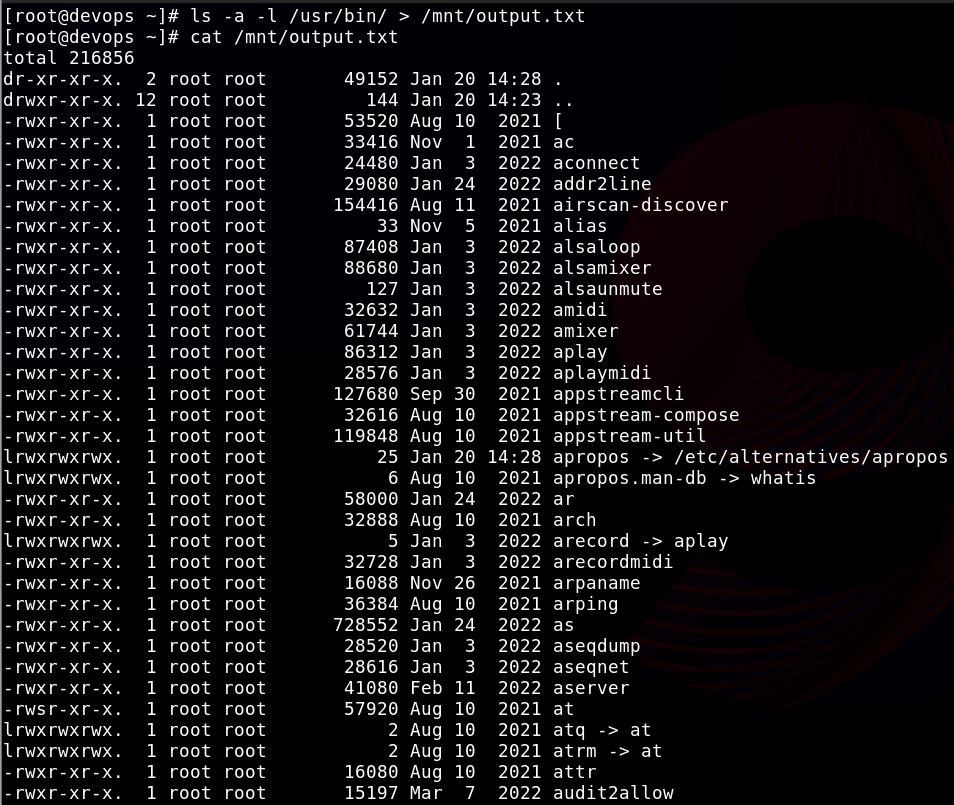 [root@devops ~]# ls -a -l /usr/bin/ > /mnt/output.txt
[root@devops ~]# cat /mnt/output.txt
total 216856
dr-xr-xr-x.  2 root root       49152 Jan 20 14:28 .
drwxr-xr-x. 12 root root         144 Jan 20 14:23 ..
-rwxr-xr-x.  1 root root       53520 Aug 10  2021 [
-rwxr-xr-x.  1 root root       33416 Nov  1  2021 ac
-rwxr-xr-x.  1 root root       24480 Jan  3  2022 aconnect
-rwxr-xr-x.  1 root root       29080 Jan 24  2022 addr2line
-rwxr-xr-x.  1 root root      154416 Aug 11  2021 airscan-discover
-rwxr-xr-x.  1 root root          33 Nov  5  2021 alias
-rwxr-xr-x.  1 root root       87408 Jan  3  2022 alsaloop
-rwxr-xr-x.  1 root root       88680 Jan  3  2022 alsamixer
-rwxr-xr-x.  1 root root         127 Jan  3  2022 alsaunmute
-rwxr-xr-x.  1 root root       32632 Jan  3  2022 amidi
-rwxr-xr-x.  1 root root       61744 Jan  3  2022 amixer
-rwxr-xr-x.  1 root root       86312 Jan  3  2022 aplay
-rwxr-xr-x.  1 root root       28576 Jan  3  2022 aplaymidi
-rwxr-xr-x.  1 root root      127680 Sep 30  2021 appstreamcli
-rwxr-xr-x.  1 root root       32616 Aug 10  2021 appstream-compose
-rwxr-xr-x.  1 root root      119848 Aug 10  2021 appstream-util
lrwxrwxrwx.  1 root root          25 Jan 20 14:28 apropos -> /etc/alternatives/apropos
lrwxrwxrwx.  1 root root           6 Aug 10  2021 apropos.man-db -> whatis
-rwxr-xr-x.  1 root root       58000 Jan 24  2022 ar
-rwxr-xr-x.  1 root root       32888 Aug 10  2021 arch
lrwxrwxrwx.  1 root root           5 Jan  3  2022 arecord -> aplay
-rwxr-xr-x.  1 root root       32728 Jan  3  2022 arecordmidi
-rwxr-xr-x.  1 root root       16088 Nov 26  2021 arpaname
-rwxr-xr-x.  1 root root       36384 Aug 10  2021 arping
-rwxr-xr-x.  1 root root      728552 Jan 24  2022 as
-rwxr-xr-x.  1 root root       28520 Jan  3  2022 aseqdump
-rwxr-xr-x.  1 root root       28616 Jan  3  2022 aseqnet
-rwxr-xr-x.  1 root root       41080 Feb 11  2022 aserver
-rwsr-xr-x.  1 root root       57920 Aug 10  2021 at
lrwxrwxrwx.  1 root root           2 Aug 10  2021 atq -> at
lrwxrwxrwx.  1 root root           2 Aug 10  2021 atrm -> at
-rwxr-xr-x.  1 root root       16080 Aug 10  2021 attr
-rwxr-xr-x.  1 root root       15197 Mar  7  2022 audit2allow